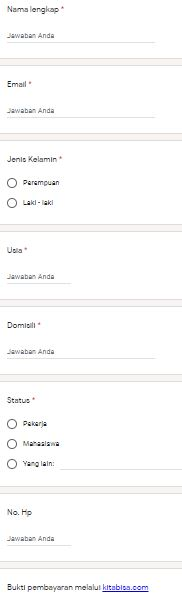 Nama lengkap *
Jawaban Anda
Email *
Jawaban Anda
Jenis Kelamin *
Perempuan
Laki - laki
Usia *
Jawaban Anda
Domisili *
Jawaban Anda
Status *
Pekerja
Mahasiswa
Yang lain:
No. Hp
Jawaban Anda
Bukti pembayaran melalui kitabisa.com